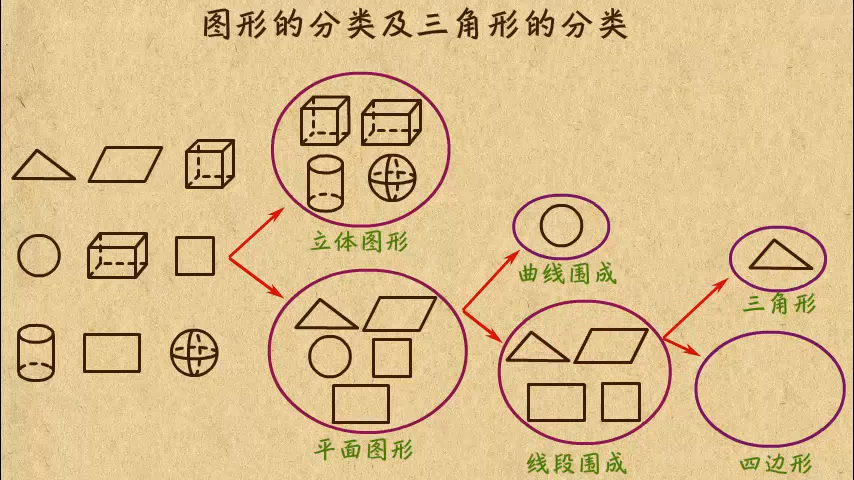 图形的分类及三角形的分类
立体图形
曲线围成
三角形
平面图形
线段围成
四边形